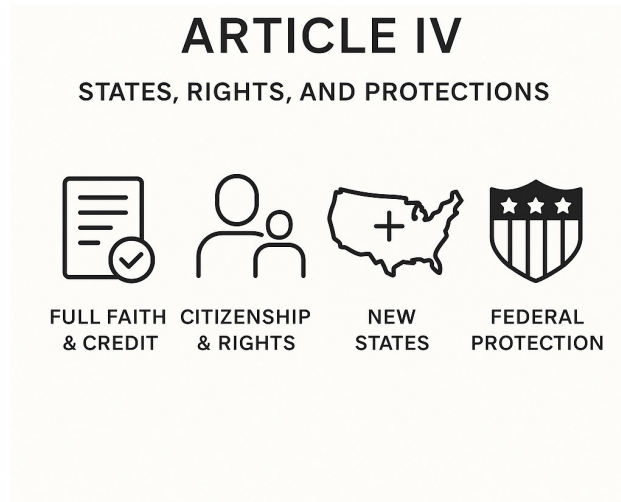 ARTICLE IV
STATES, RIGHTS, AND PROTECTIONS
FULL FAITH
& CREDIT
CITIZENSHIP
& RIGHTS
NEW
STATES
FEDERAL
PROTECTION